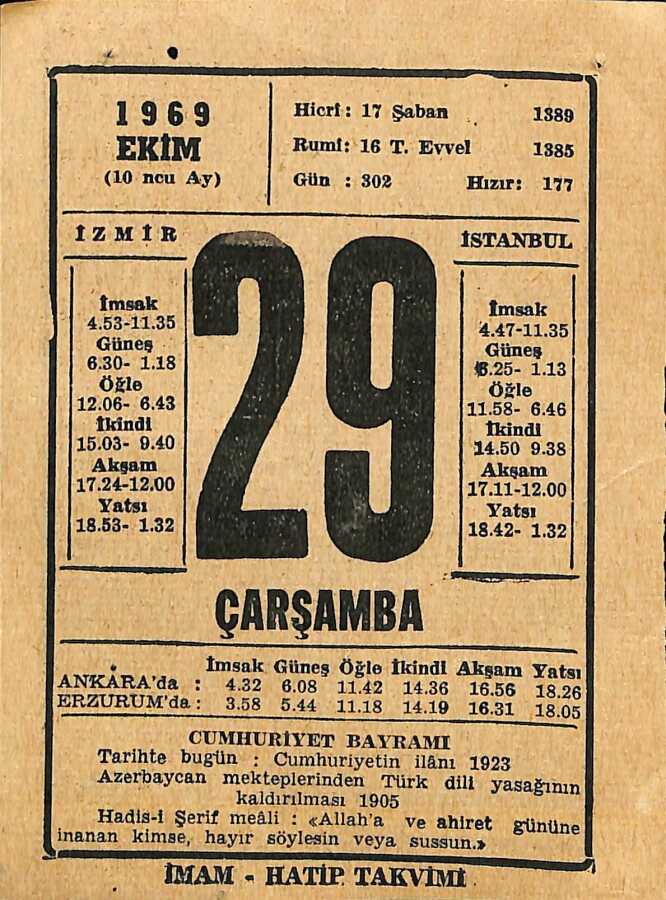 1969
EKİM
(10 ncu Ay)
Hicrî : 17 Şaban 1389
Rumî: 16 T. Evvel 1385
Gün : 302 Hızır: 177
İZMİR
İmsak
4.53-11.35
Güneş
6.30- 1.18
Öğle
12.06- 6.43
İkindi
15.03- 9.40
Akşam
17.24-12.00
Yatsı
18.53- 1.32
29
ÇARŞAMBA
İSTANBUL
İmsak
4.47-11.35
Güneş
6.25- 1.13
Öğle
11.58- 6.46
İkindi
14.50 9.38
Akşam
17.11-12.00
Yatsı
18.42- 1.32
İmsak Güneş Öğle İkindi Akşam Yatsı
ANKARA'da : 4.32 6.08 11.42 14.36 16.56 18.26
ERZURUM'da : 3.58 5.44 11.18 14.19 16.31 18.05
CUMHURİYET BAYRAMI
Tarihte bugün : Cumhuriyetin ilânı 1923
Azerbaycan mekteplerinden Türk dili yasağının
kaldırılması 1905
Hadis-i Şerif meâli : «Allah'a ve ahiret gününe
inanan kimse, hayır söylesin veya sussun.»
İMAM - HATİP TAKVİMİ